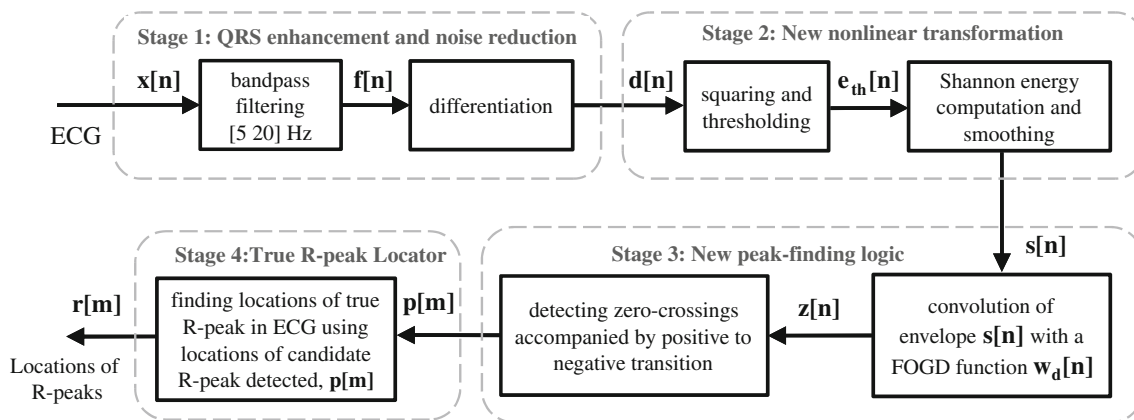 Stage 1: QRS enhancement and noise reduction
Stage 2: New nonlinear transformation
x[n]
bandpass
filtering
[5 20] Hz
f[n]
differentiation
d[n]
squaring and
thresholding
e_th[n]
Shannon energy
computation and
smoothing
ECG
s[n]
Stage 4:True R-peak Locator
Stage 3: New peak-finding logic
r[m]
finding locations of true
R-peak in ECG using
locations of candidate
R-peak detected, p[m]
p[m]
detecting zero-crossings
accompanied by positive to
negative transition
z[n]
convolution of
envelope s[n] with a
FOGD function w_d[n]
Locations of
R-peaks